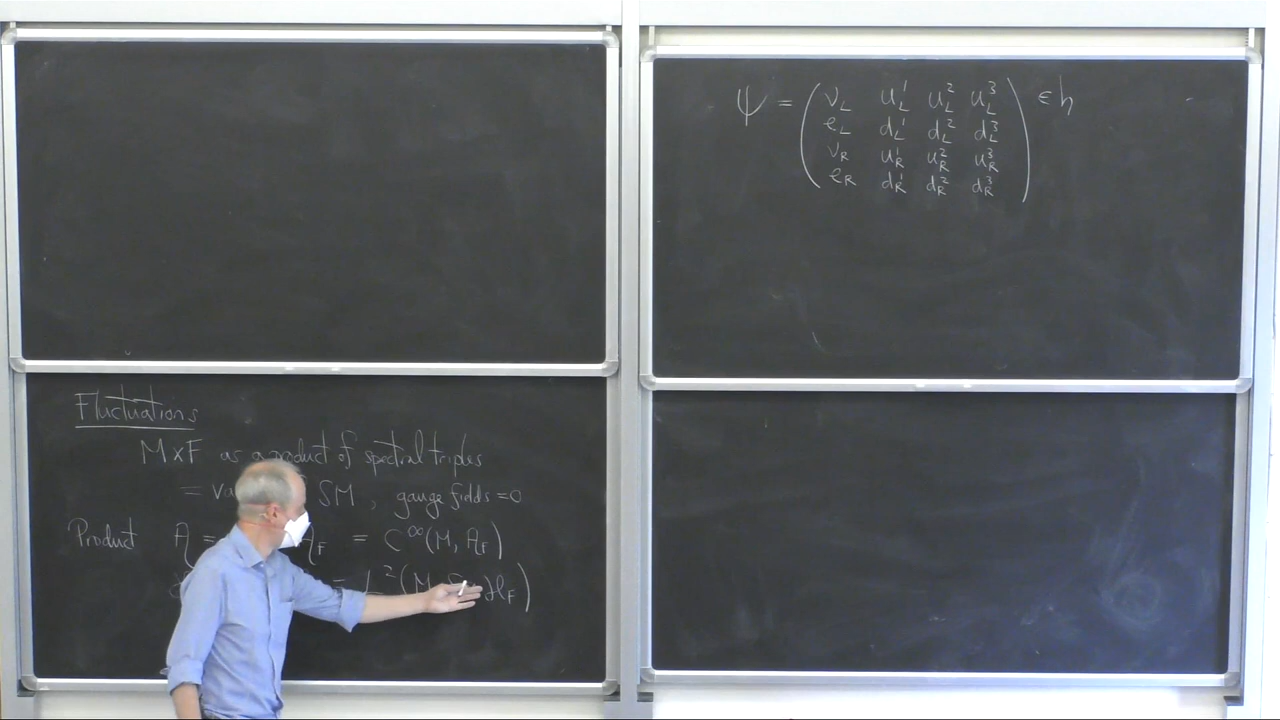 Fluctuations
M×F as a product of spectral triples
= SM, gauge fields = 0
Product A = A_F = C^∞(M, A_F)
= L²(M, H_F)
ψ = ( ν_L u_L^1 u_L^2 u_L^3 ) ∈ h
e_L d_L^1 d_L^2 d_L^3
ν_R u_R^1 u_R^2 u_R^3
e_R d_R^1 d_R^2 d_R^3